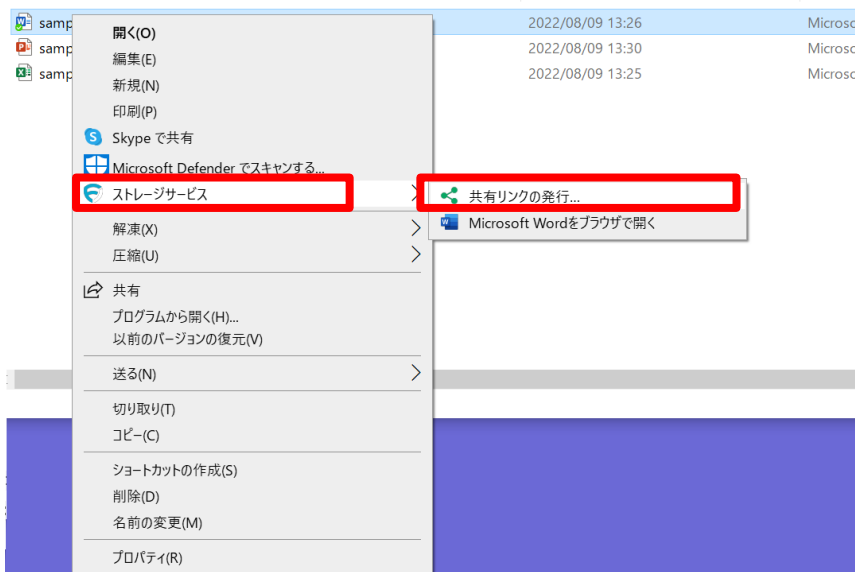 samp 2022/08/09 13:26 Microso
samp 2022/08/09 13:30 Microso
samp 2022/08/09 13:25 Microso
開く(O)
編集(E)
新規(N)
印刷(P)
Skype で共有
Microsoft Defender でスキャンする...
ストレージサービス
共有リンクの発行...
Microsoft Wordをブラウザで開く
解凍(X)
圧縮(U)
共有
プログラムから開く(H)...
以前のバージョンの復元(V)
送る(N)
切り取り(T)
コピー(C)
ショートカットの作成(S)
削除(D)
名前の変更(M)
プロパティ(R)